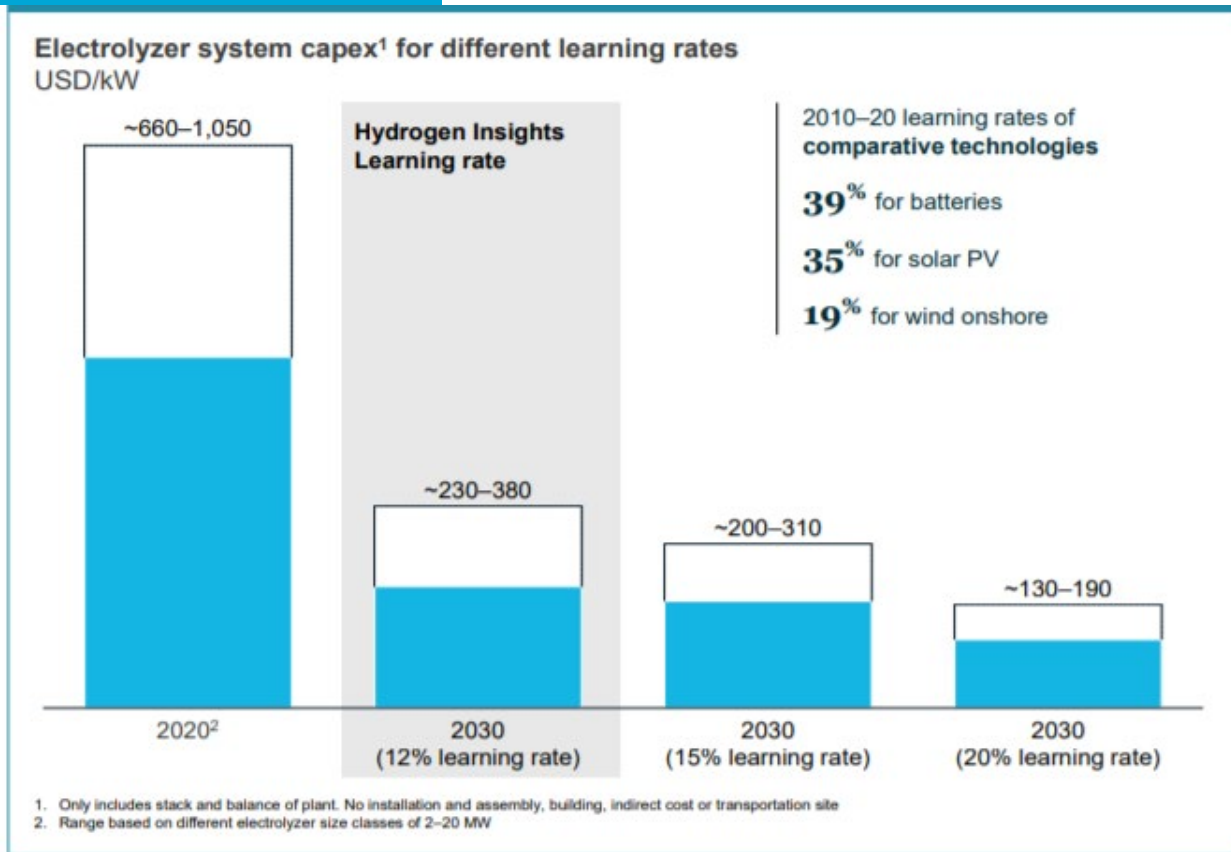 Electrolyzer system capex¹ for different learning rates
USD/kW
~660–1,050
Hydrogen Insights
Learning rate
~230–380
~200–310
~130–190
2010–20 learning rates of
comparative technologies
39% for batteries
35% for solar PV
19% for wind onshore
2020²
2030
(12% learning rate)
2030
(15% learning rate)
2030
(20% learning rate)
1. Only includes stack and balance of plant. No installation and assembly, building, indirect cost or transportation site
2. Range based on different electrolyzer size classes of 2–20 MW